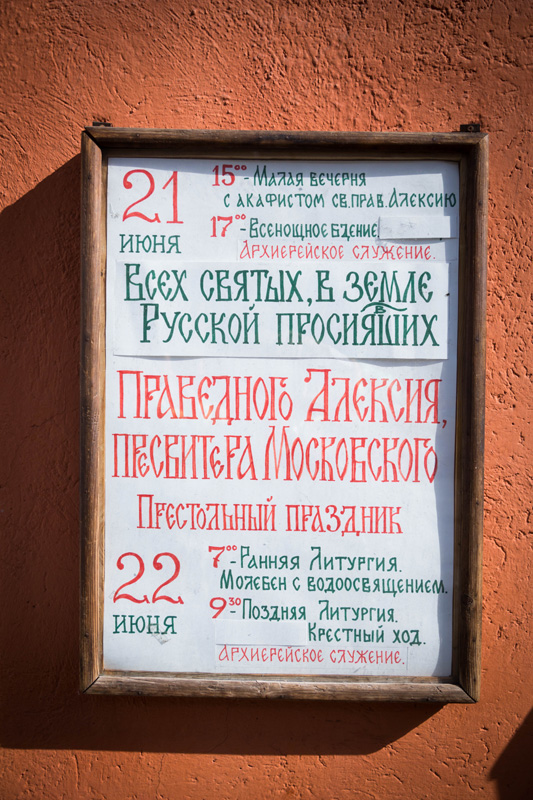 21
июня
15⁰⁰ - Малая вечерня
с акафистом св.прав.Алексию
17⁰⁰ - Всенощное бдение
Архиерейское служение.
Всех святых, в земле
Русской просиявших
Праведного Алексия,
пресвитера Московского
Престольный праздник
22
июня
7⁰⁰ - Ранняя Литургия.
Молебен с водоосвящением.
9³⁰ - Поздняя Литургия.
Крестный ход.
Архиерейское служение.